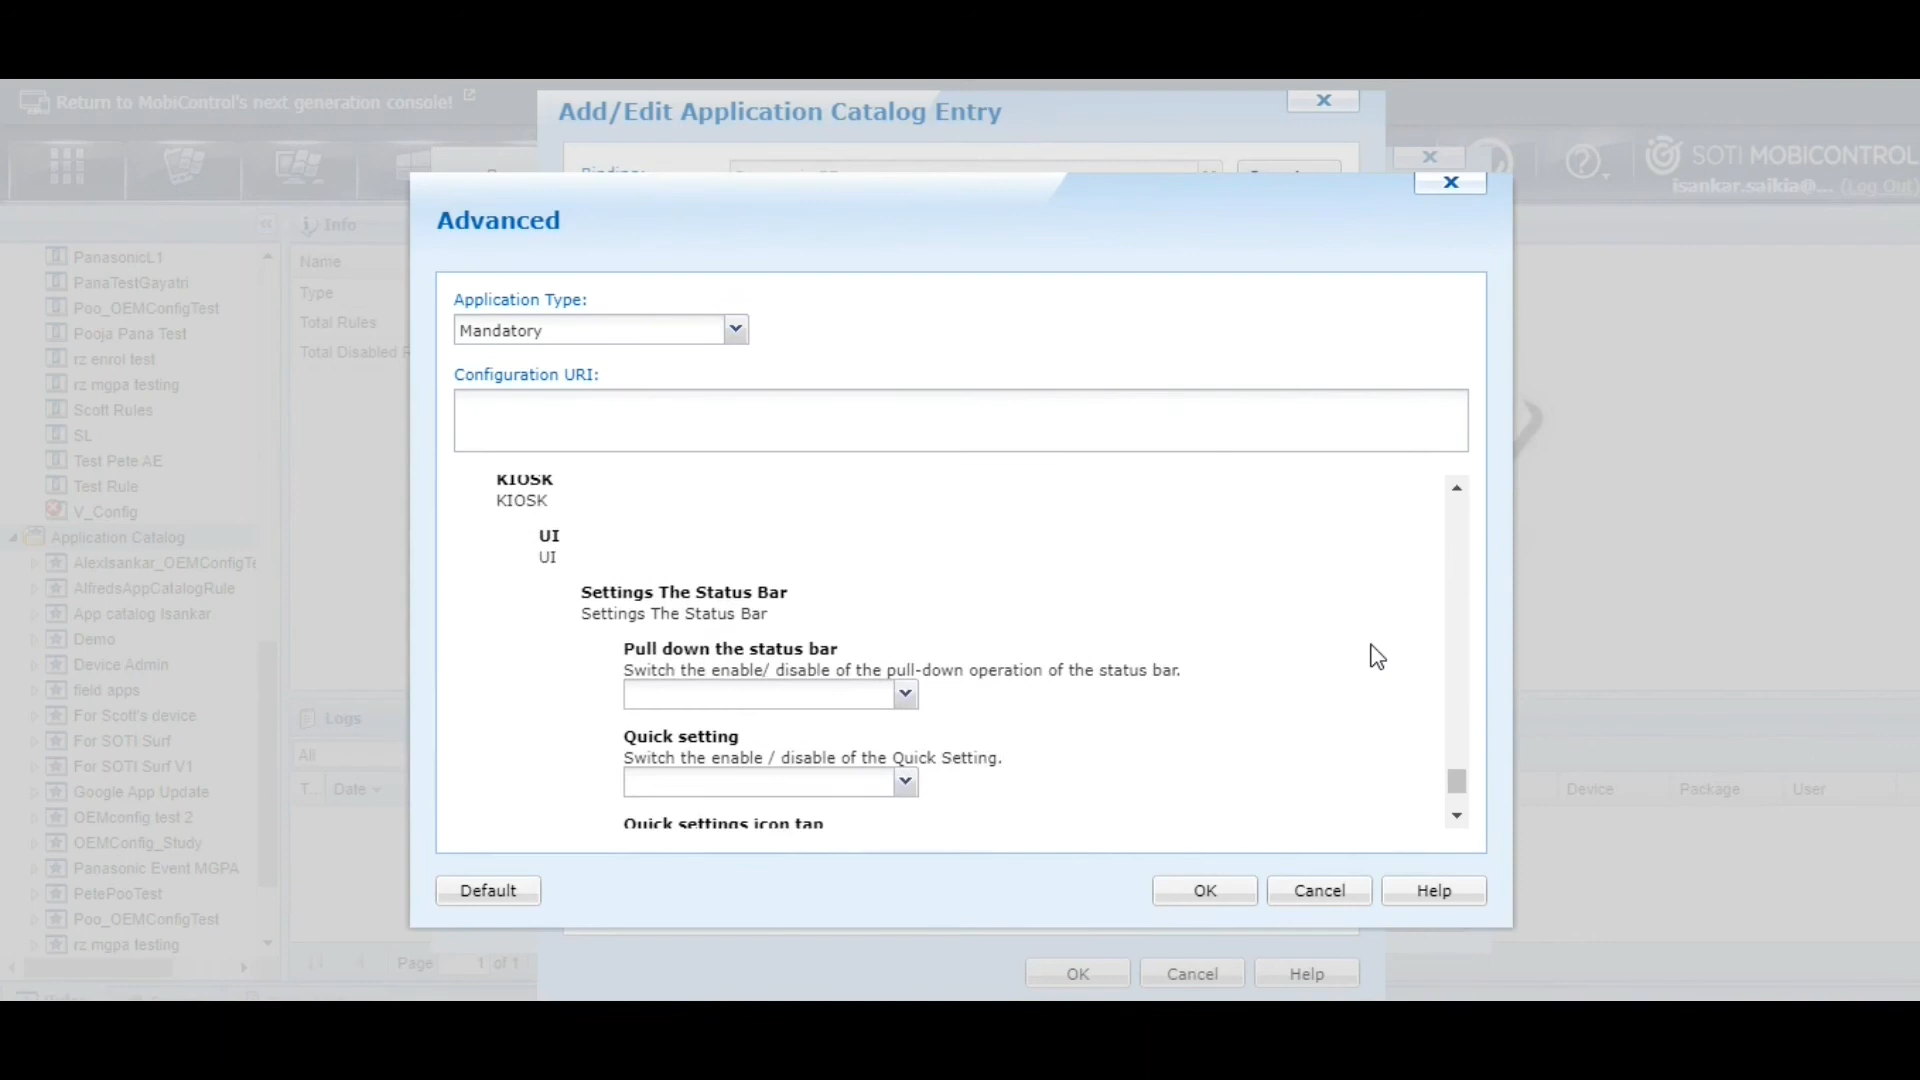 Return to MobiControl's next generation console!
Add/Edit Application Catalog Entry
SOTI MOBICONTROL
isankar.saikia@... (Log Out)
Advanced
Info
Name
Type
Total Rules
Total Disabled
PanasonicL1
PanaTestGayatri
Poo_OEMConfigTest
Pooja Pana Test
rz enrol test
rz mgpa testing
Scott Rules
SL
Test Pete AE
Test Rule
V_Config
Application Catalog
AlexIsankar_OEMConfigTe
AlfredsAppCatalogRule
App catalog Isankar
Demo
Device Admin
field apps
For Scott's device
For SOTI Surf
For SOTI Surf V1
Google App Update
OEMconfig test 2
OEMConfig_Study
Panasonic Event MGPA
PetePooTest
Poo_OEMConfigTest
rz mgpa testing
Logs
All
T... Date
Page 1 of 1
Application Type:
Mandatory
Configuration URI:
KIOSK
KIOSK
UI
UI
Settings The Status Bar
Settings The Status Bar
Pull down the status bar
Switch the enable/ disable of the pull-down operation of the status bar.
Quick setting
Switch the enable / disable of the Quick Setting.
Quick settings icon tap
Default OK Cancel Help
Device Package User
OK Cancel Help